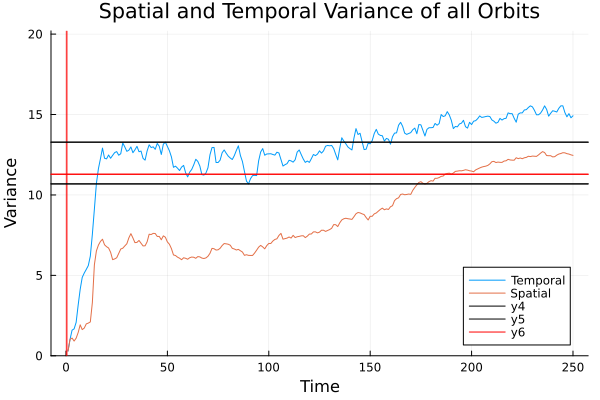 Spatial and Temporal Variance of all Orbits
20
15
10
5
0
Variance
0 50 100 150 200 250
Time
Temporal
Spatial
y4
y5
y6